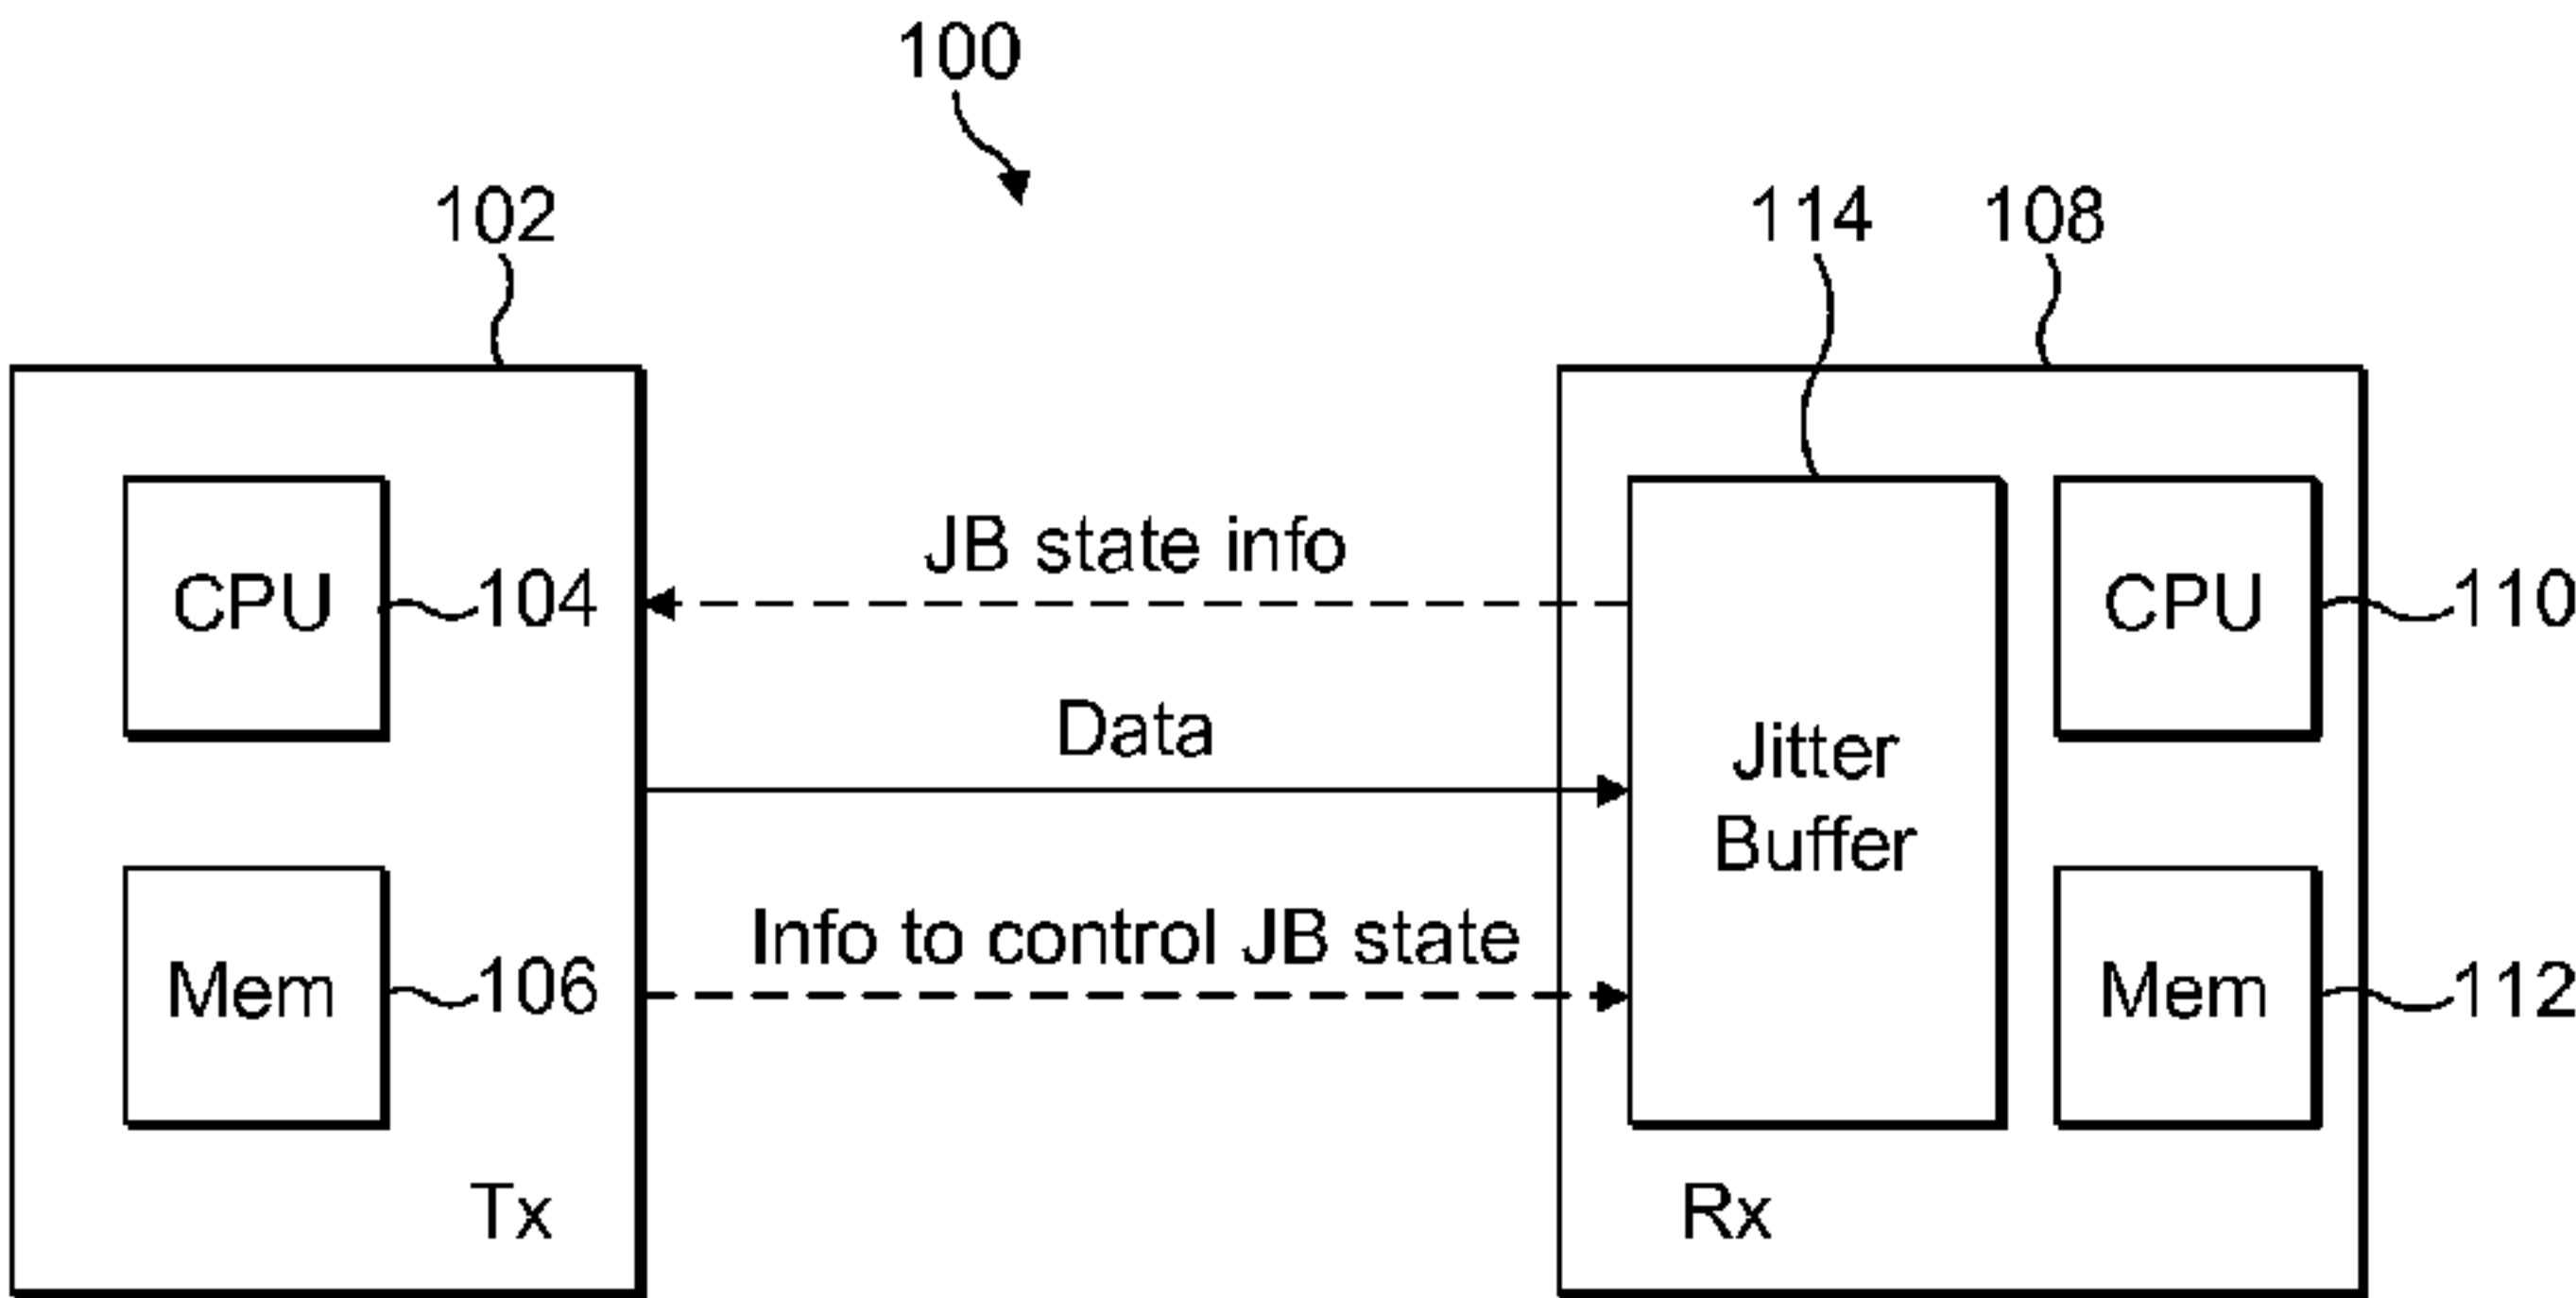 100
102
114
108
CPU
104
JB state info
CPU
110
Data
Jitter
Buffer
Mem
106
Info to control JB state
Mem
112
Tx
Rx